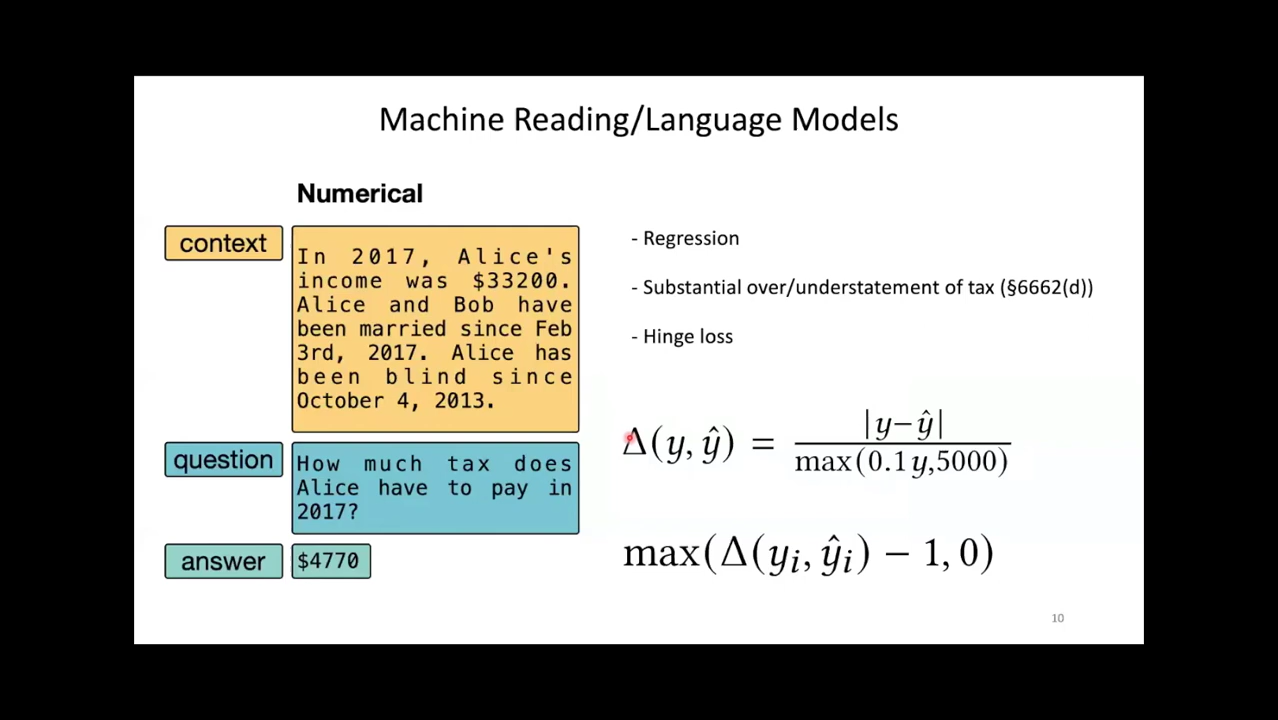 Machine Reading/Language Models
Numerical
context
In 2017, Alice's
income was $33200.
Alice and Bob have
been married since Feb
3rd, 2017. Alice has
been blind since
October 4, 2013.
question
How much tax does
Alice have to pay in
2017?
answer
$4770
- Regression
- Substantial over/understatement of tax (§6662(d))
- Hinge loss
Δ(y, ŷ) = |y−ŷ| / max(0.1y,5000)
max(Δ(yᵢ, ŷᵢ) − 1, 0)
10